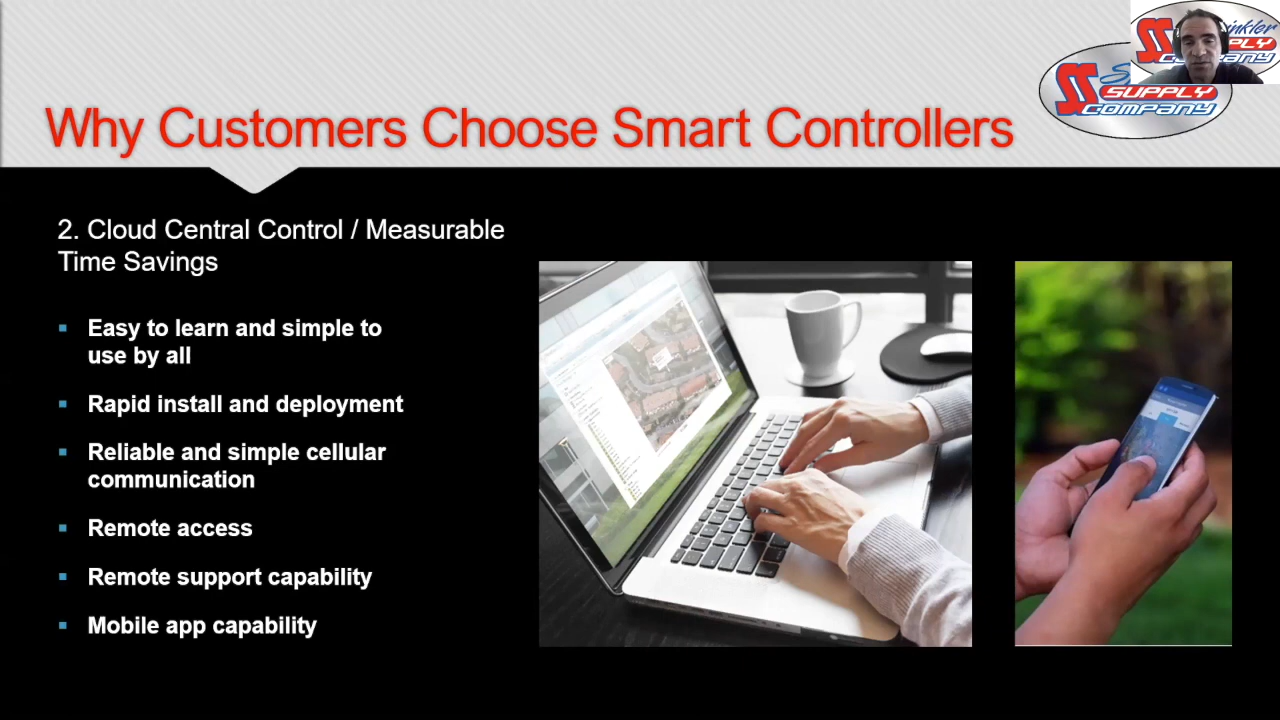 Why Customers Choose Smart Controllers
SUPPLY
COMPANY
2. Cloud Central Control / Measurable
Time Savings
Easy to learn and simple to
use by all
Rapid install and deployment
Reliable and simple cellular
communication
Remote access
Remote support capability
Mobile app capability